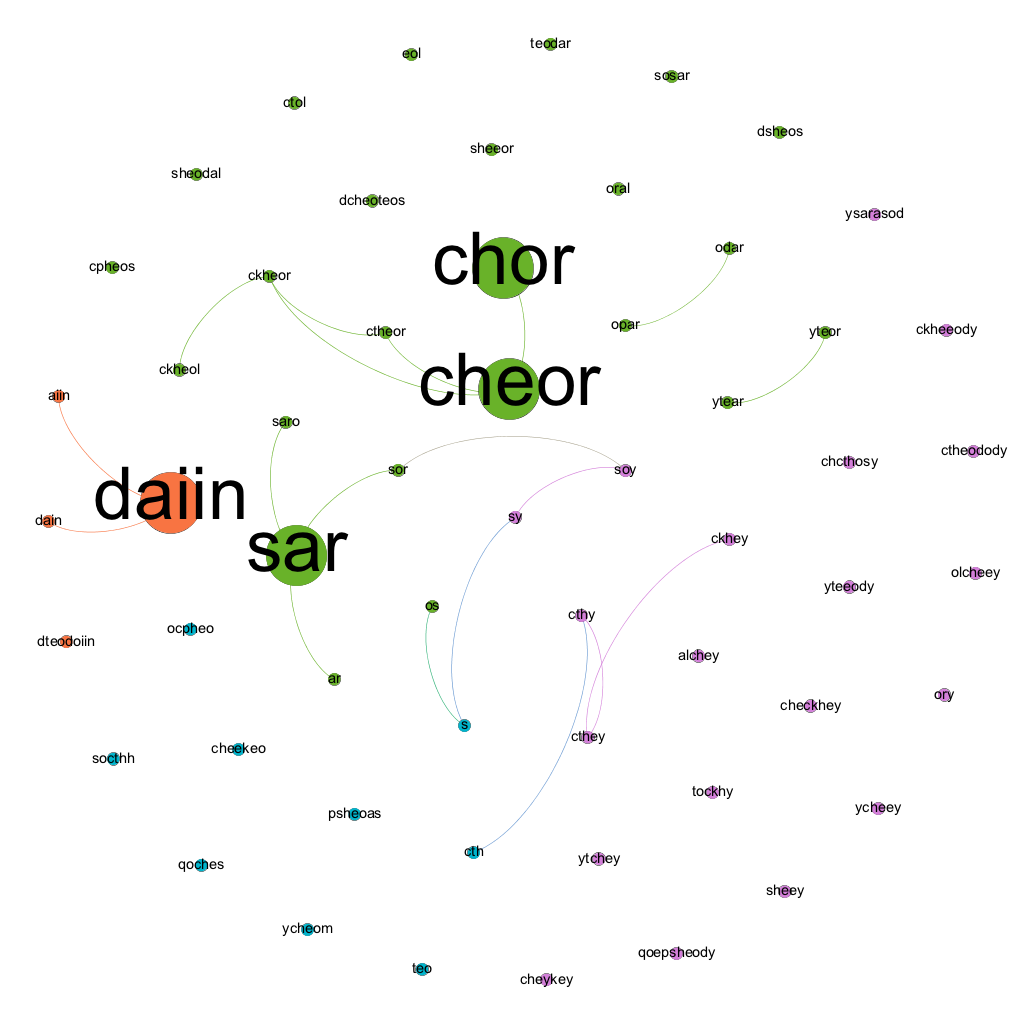 teodar
eol
sosar
ctol
dsheos
sheeor
sheodal
oral
dcheoteos
ysarasod
odar
chor
cpheos
ckheor
opar
ctheor
yteor
ckheeody
ckheol
cheor
aiin
ytear
saro
ctheodody
chcthosy
sor
soy
daiin
sy
dain
ckhey
sar
olcheey
yteeody
os
cthy
ocpheo
dteodoiin
alchey
ar
ory
checkhey
s
cthey
cheekeo
socthh
tockhy
ycheey
psheoas
cth
ytchey
qoches
sheey
ycheom
qoepsheody
teo
cheykey